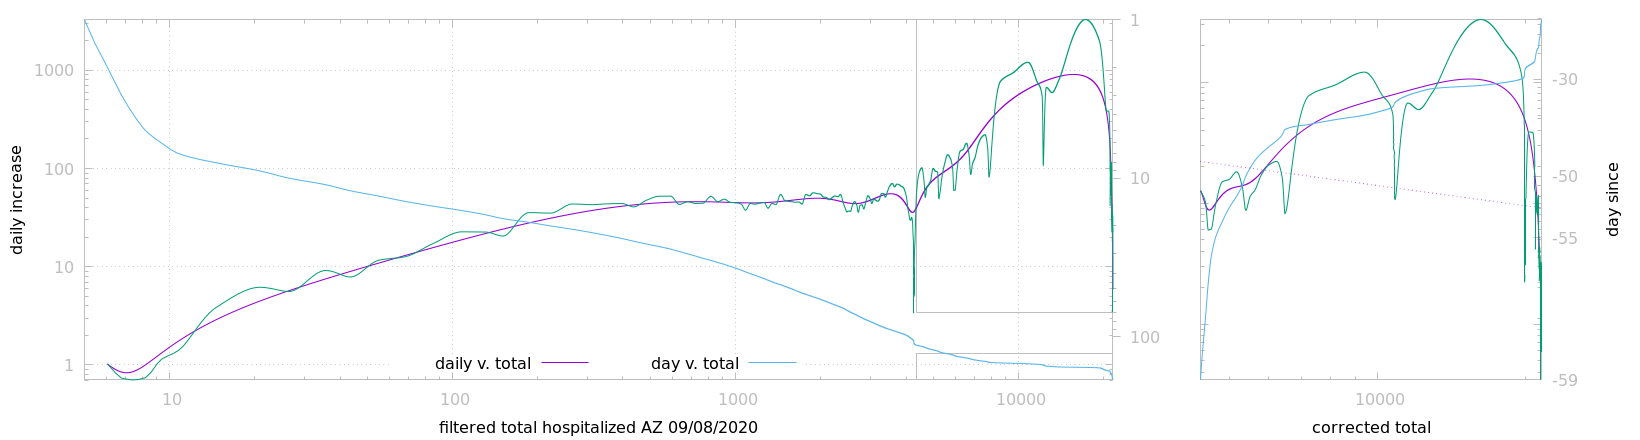 daily increase
1000
100
10
1
10
100
1000
10000
1
10
100
daily v. total
day v. total
filtered total hospitalized AZ 09/08/2020
-30
-50
-55
-59
day since
10000
corrected total